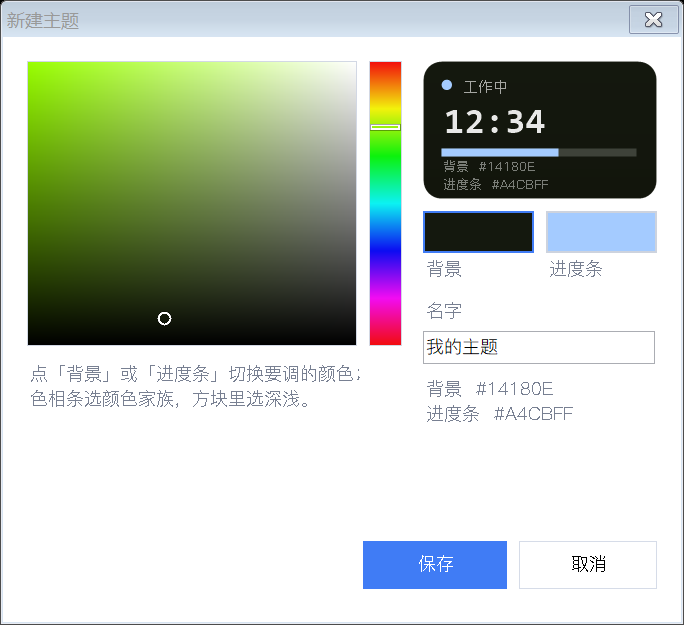 新建主题
工作中
12:34
背景 #14180E
进度条 #A4CBFF
背景
进度条
名字
我的主题
背景 #14180E
进度条 #A4CBFF
点「背景」或「进度条」切换要调的颜色；
色相条选颜色家族，方块里选深浅。
保存
取消